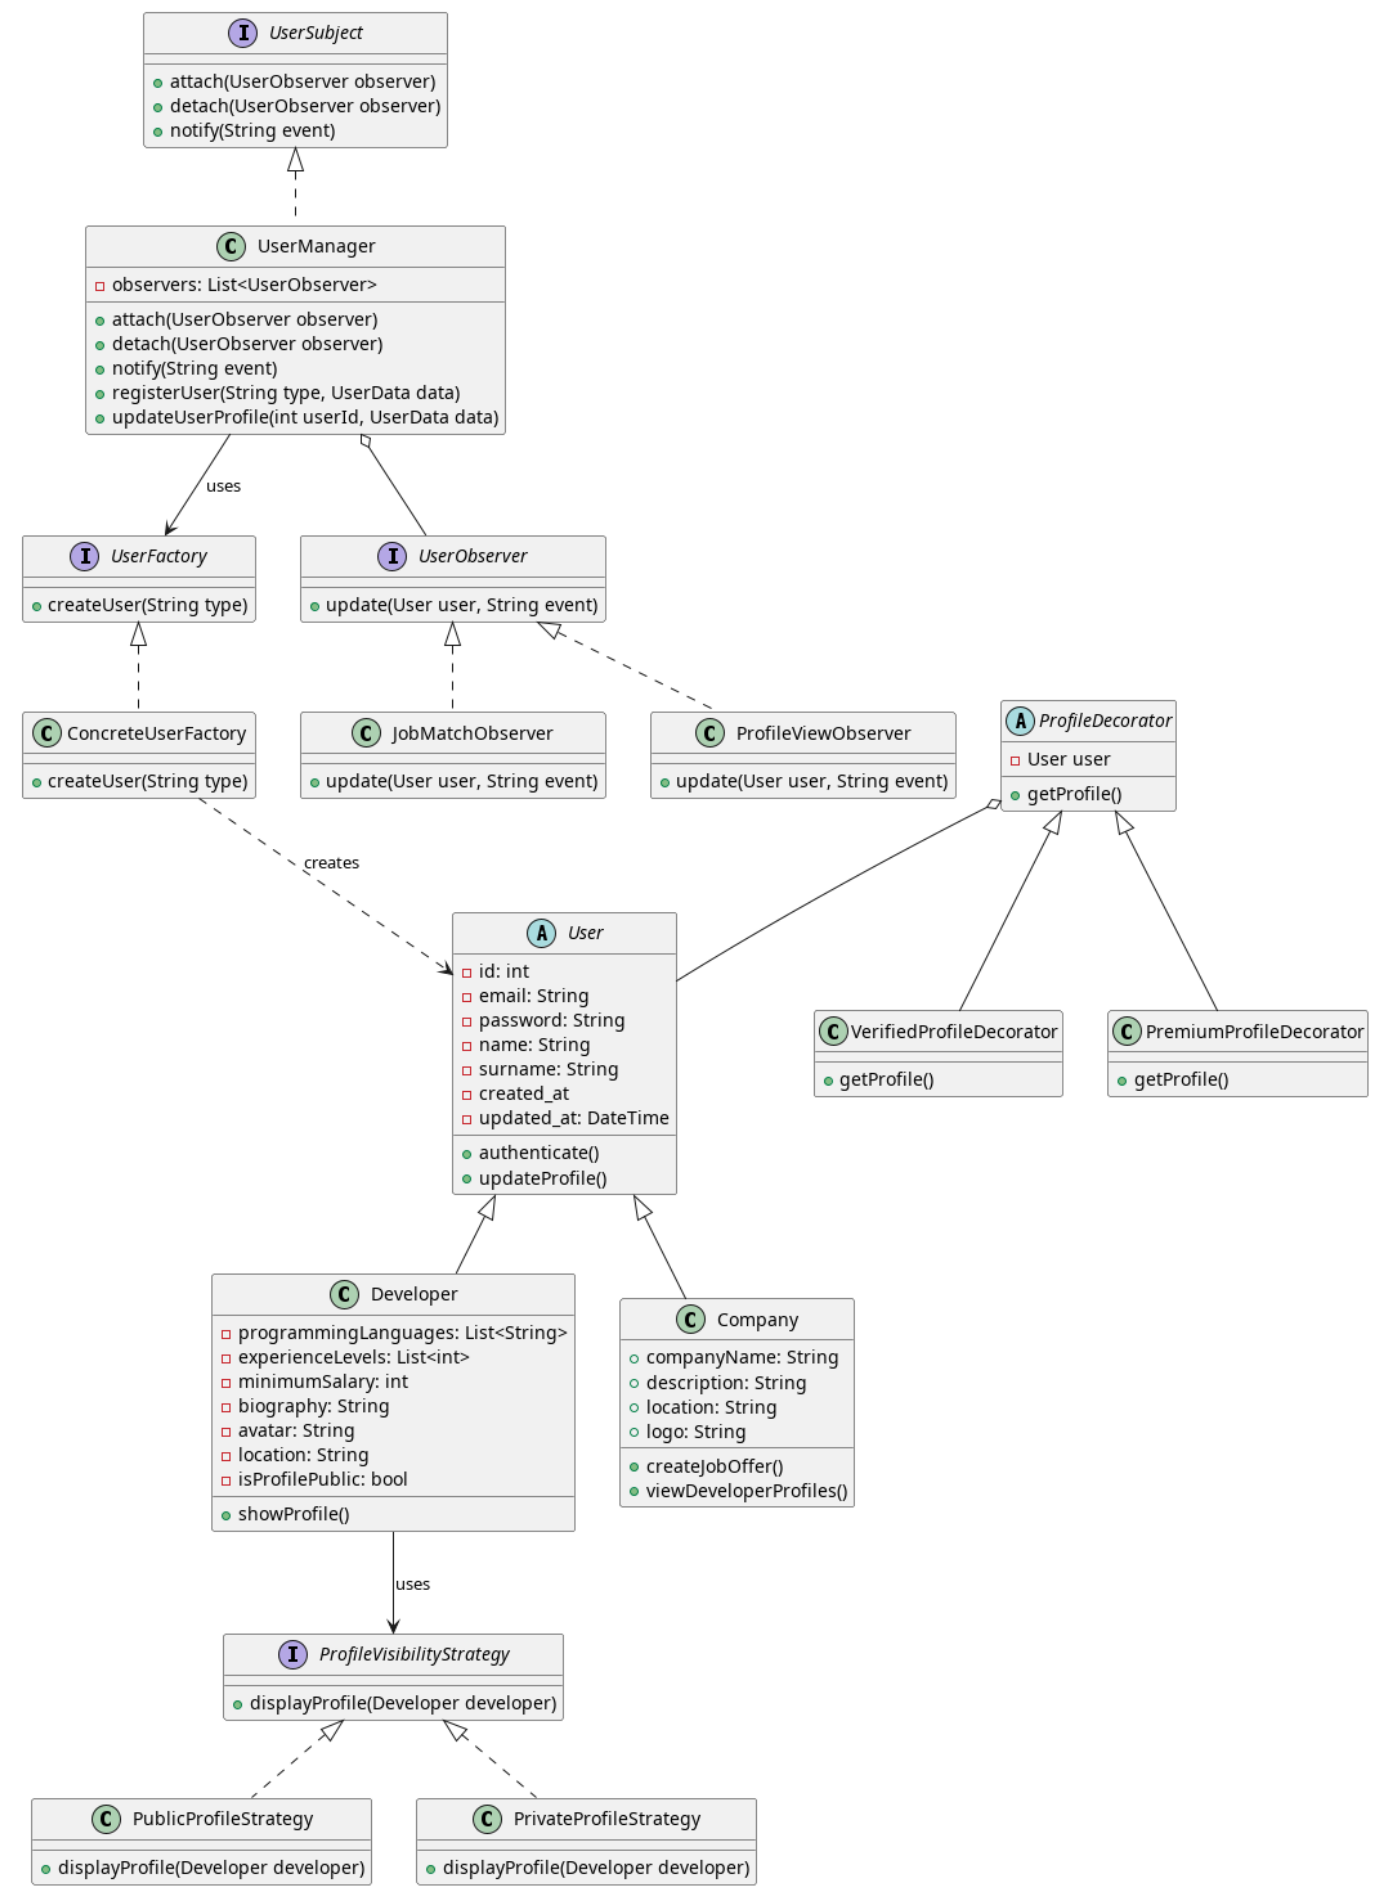 I UserSubject
attach(UserObserver observer)
detach(UserObserver observer)
notify(String event)
C UserManager
observers: List<UserObserver>
attach(UserObserver observer)
detach(UserObserver observer)
notify(String event)
registerUser(String type, UserData data)
updateUserProfile(int userId, UserData data)
uses
I UserFactory
createUser(String type)
I UserObserver
update(User user, String event)
C ConcreteUserFactory
createUser(String type)
C JobMatchObserver
update(User user, String event)
C ProfileViewObserver
update(User user, String event)
A ProfileDecorator
User user
getProfile()
creates
A User
id: int
email: String
password: String
name: String
surname: String
created_at
updated_at: DateTime
authenticate()
updateProfile()
C VerifiedProfileDecorator
getProfile()
C PremiumProfileDecorator
getProfile()
C Developer
programmingLanguages: List<String>
experienceLevels: List<int>
minimumSalary: int
biography: String
avatar: String
location: String
isProfilePublic: bool
showProfile()
C Company
companyName: String
description: String
location: String
logo: String
createJobOffer()
viewDeveloperProfiles()
uses
I ProfileVisibilityStrategy
displayProfile(Developer developer)
C PublicProfileStrategy
displayProfile(Developer developer)
C PrivateProfileStrategy
displayProfile(Developer developer)